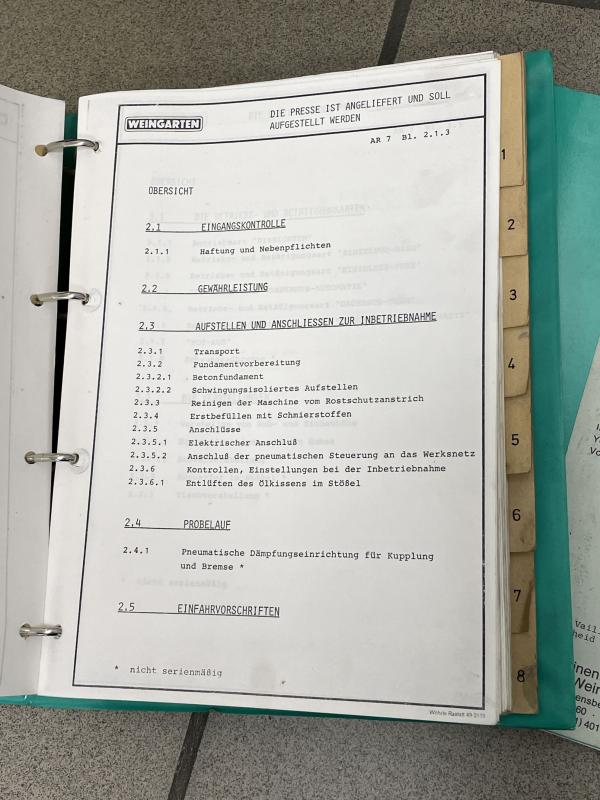 WEINGARTEN
DIE PRESSE IST ANGELIEFERT UND SOLL
AUFGESTELLT WERDEN
AR 7 Bl. 2.1.3
ÜBERSICHT
2.1 EINGANGSKONTROLLE
2.1.1 Haftung und Nebenpflichten
2.2 GEWÄHRLEISTUNG
2.3 AUFSTELLEN UND ANSCHLIESSEN ZUR INBETRIEBNAHME
2.3.1 Transport
2.3.2 Fundamentvorbereitung
2.3.2.1 Betonfundament
2.3.2.2 Schwingungsisoliertes Aufstellen
2.3.3 Reinigen der Maschine vom Rostschutzanstrich
2.3.4 Erstbefüllen mit Schmierstoffen
2.3.5 Anschlüsse
2.3.5.1 Elektrischer Anschluß
2.3.5.2 Anschluß der pneumatischen Steuerung an das Werksnetz
2.3.6 Kontrollen, Einstellungen bei der Inbetriebnahme
2.3.6.1 Entlüften des Ölkissens im Stößel
2.4 PROBELAUF
2.4.1 Pneumatische Dämpfungseinrichtung für Kupplung
und Bremse *
2.5 EINFAHRVORSCHRIFTEN
* nicht serienmäßig
1
2
3
4
5
6
7
8